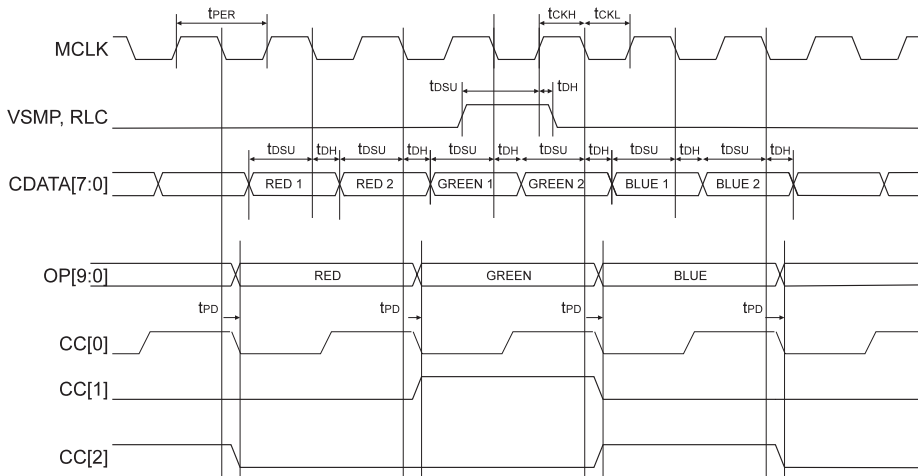 tPER tCKH tCKL
MCLK
tDSU tDH
VSMP, RLC
tDSU tDH tDSU tDH tDSU tDH tDSU tDH tDSU tDH tDSU tDH
CDATA[7:0] RED 1 RED 2 GREEN 1 GREEN 2 BLUE 1 BLUE 2
OP[9:0] RED GREEN BLUE
tPD tPD tPD tPD
CC[0]
CC[1]
CC[2]